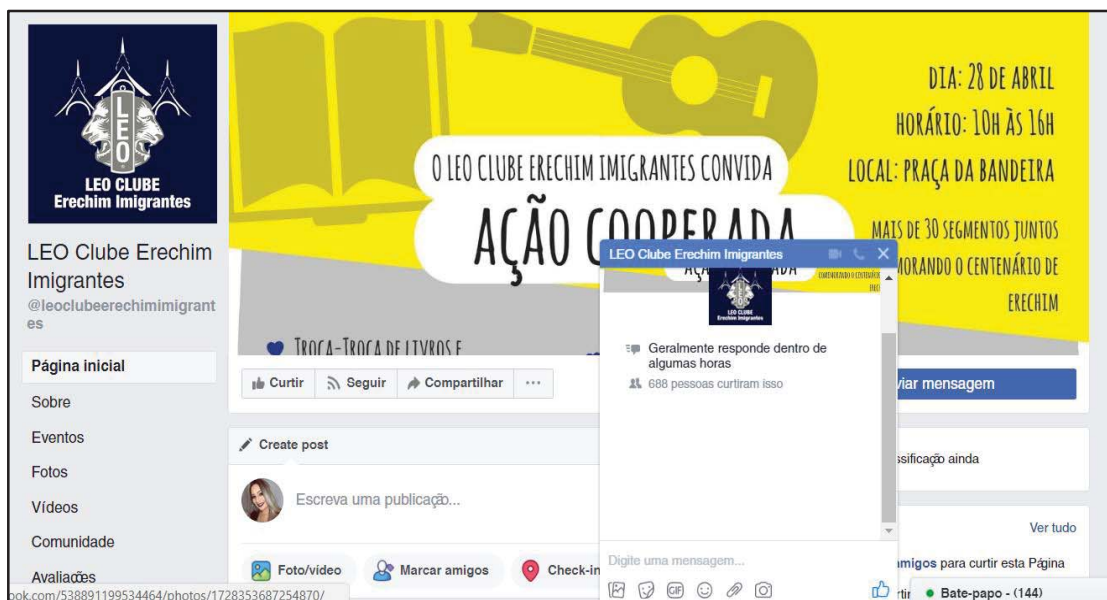 LEO
LEO CLUBE
Erechim Imigrantes
LEO Clube Erechim
Imigrantes
@leoclubeerechimimigrant
es
Página inicial
Sobre
Eventos
Fotos
Vídeos
Comunidade
Avaliações
ook.com/538891199534464/photos/1728353687254870/
O LEO CLUBE ERECHIM IMIGRANTES CONVIDA
AÇÃO COOPERADA
TROCA-TROCA DE LIVROS E
DIA: 28 DE ABRIL
HORÁRIO: 10H ÀS 16H
LOCAL: PRAÇA DA BANDEIRA
MAIS DE 30 SEGMENTOS JUNTOS
MORANDO O CENTENÁRIO DE
ERECHIM
Curtir
Seguir
Compartilhar
...
viar mensagem
Create post
Escreva uma publicação...
Foto/vídeo
Marcar amigos
Check-in
LEO Clube Erechim Imigrantes
LEO CLUBE
Erechim Imigrantes
Geralmente responde dentro de
algumas horas
688 pessoas curtiram isso
Digite uma mensagem...
GIF
ssificação ainda
Ver tudo
migos para curtir esta Página
Bate-papo - (144)